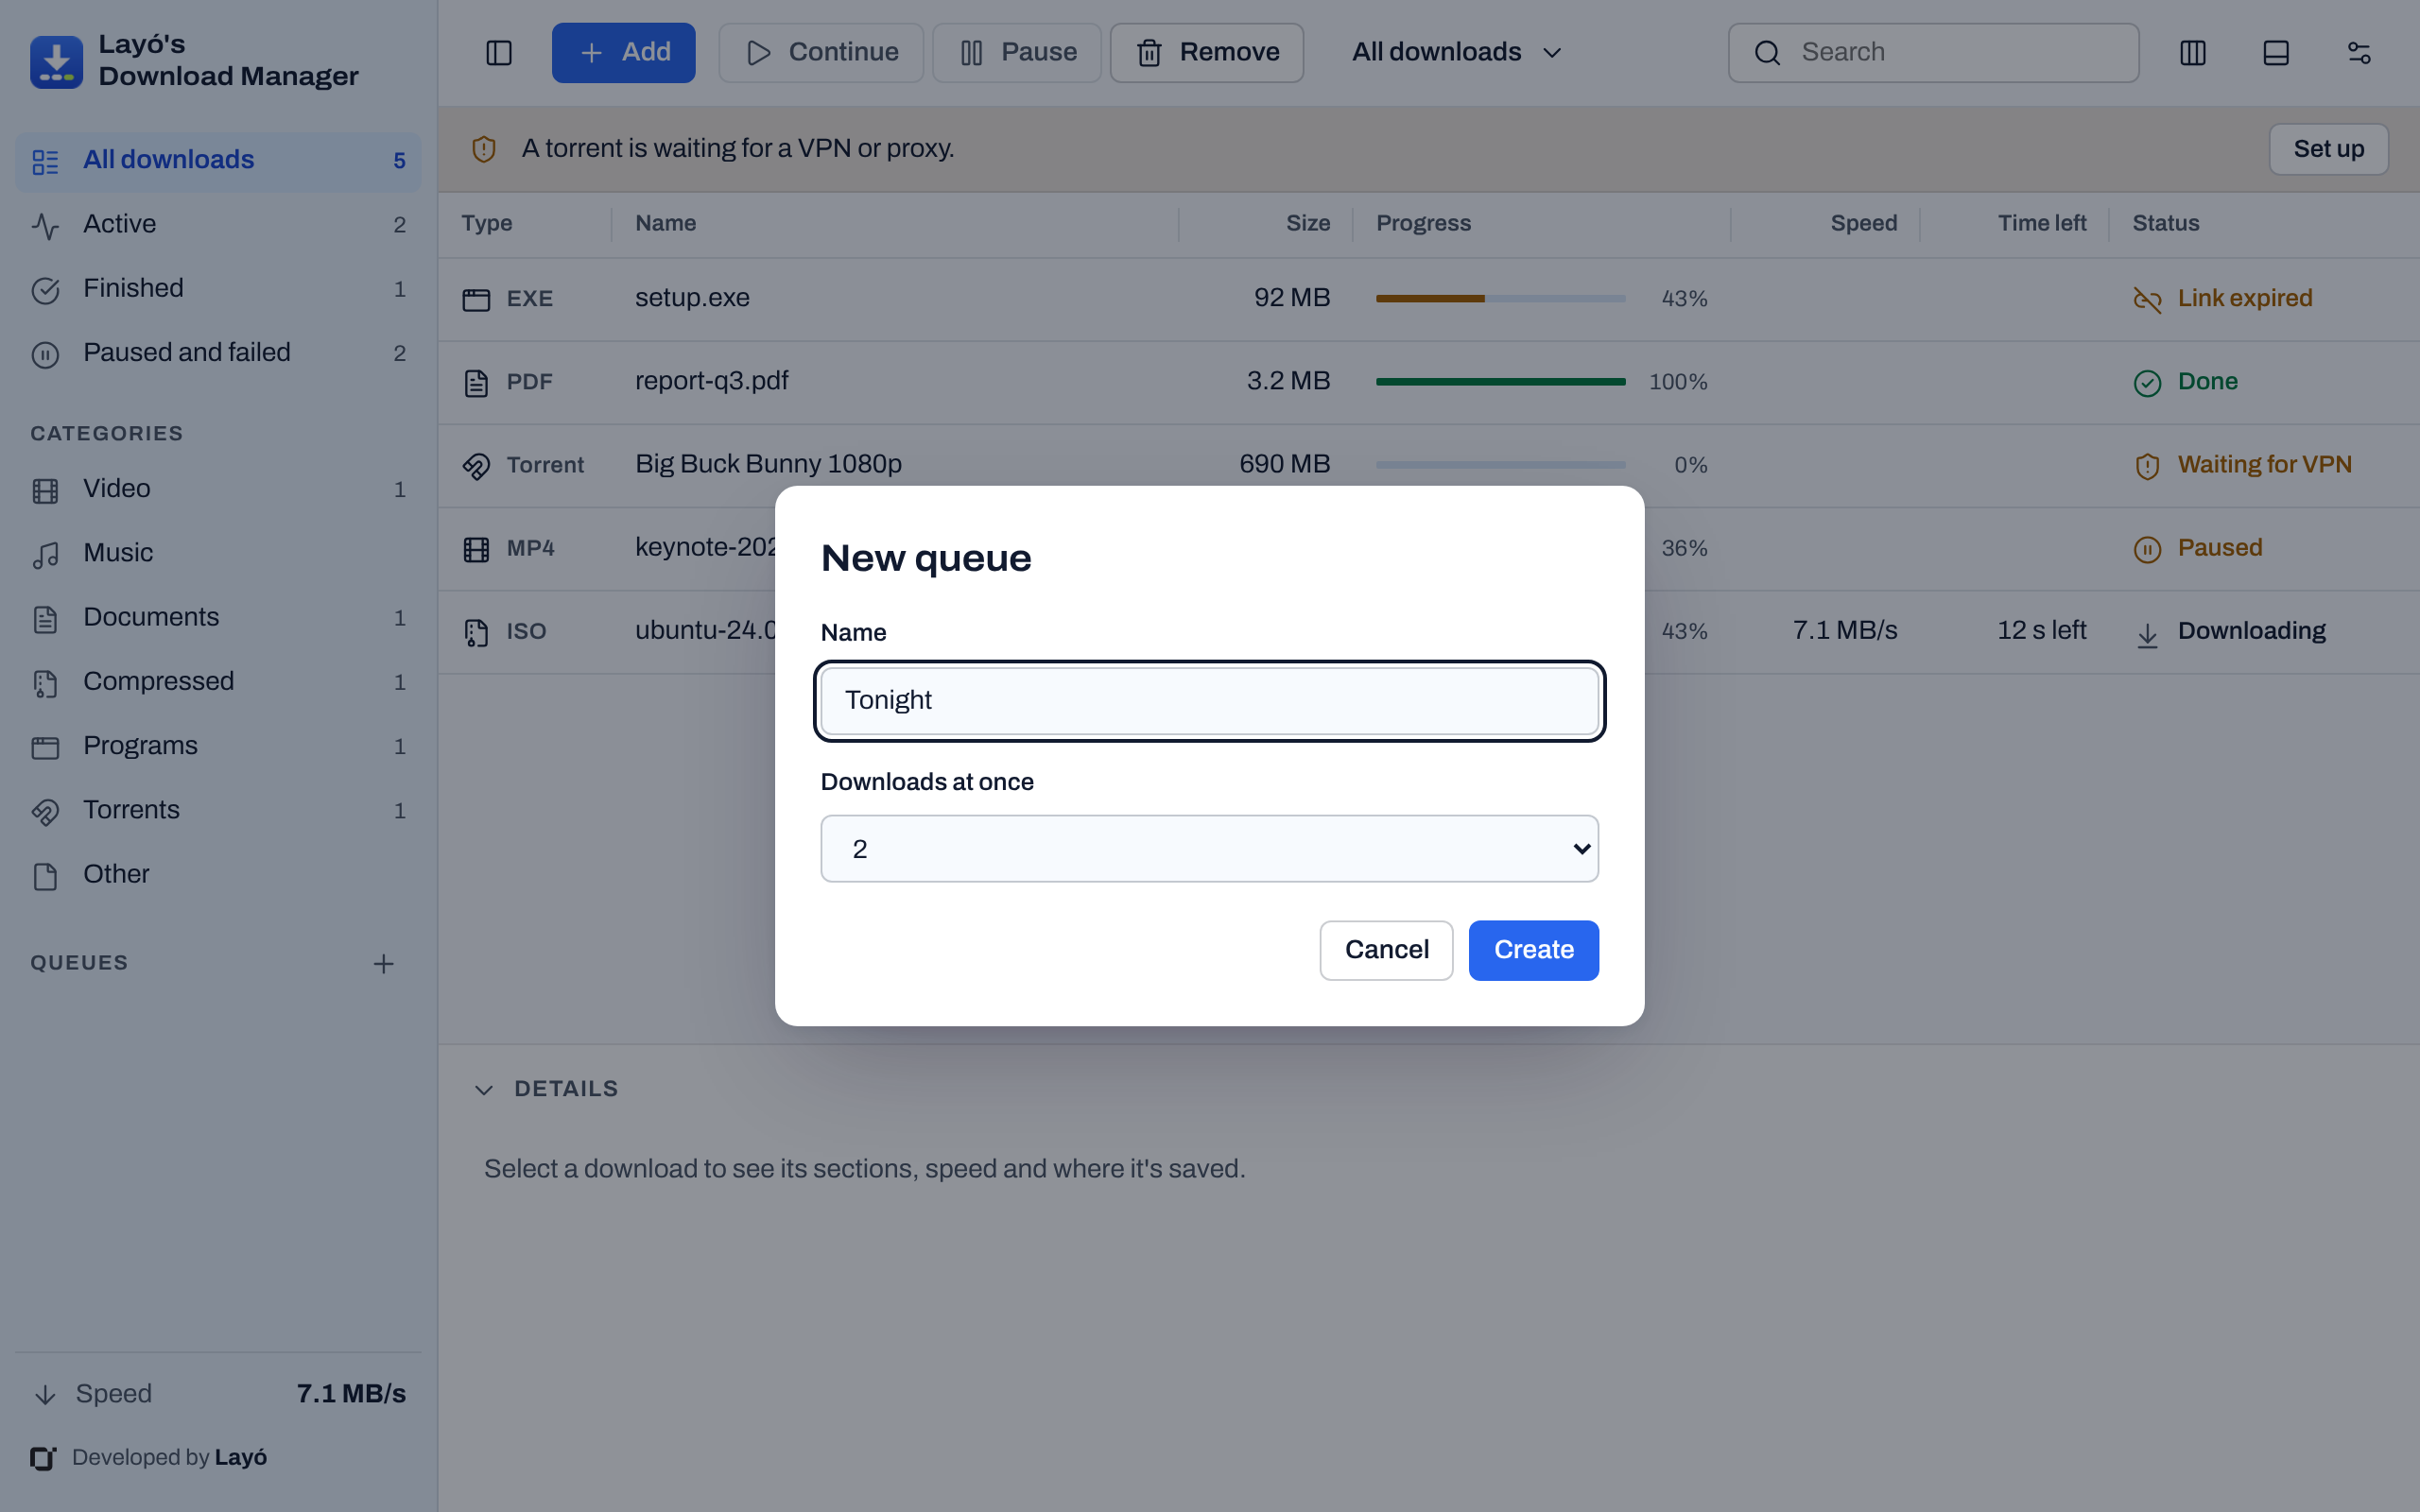 Layó's
Download Manager
All downloads 5
Active 2
Finished 1
Paused and failed 2
CATEGORIES
Video 1
Music
Documents 1
Compressed 1
Programs 1
Torrents 1
Other
QUEUES
Speed 7.1 MB/s
Developed by Layó
Add Continue Pause Remove All downloads Search
A torrent is waiting for a VPN or proxy. Set up
Type Name Size Progress Speed Time left Status
EXE setup.exe 92 MB 43% Link expired
PDF report-q3.pdf 3.2 MB 100% Done
Torrent Big Buck Bunny 1080p 690 MB 0% Waiting for VPN
MP4 keynote-202 36% Paused
ISO ubuntu-24.0 43% 7.1 MB/s 12 s left Downloading
New queue
Name
Tonight
Downloads at once
2
Cancel Create
DETAILS
Select a download to see its sections, speed and where it's saved.